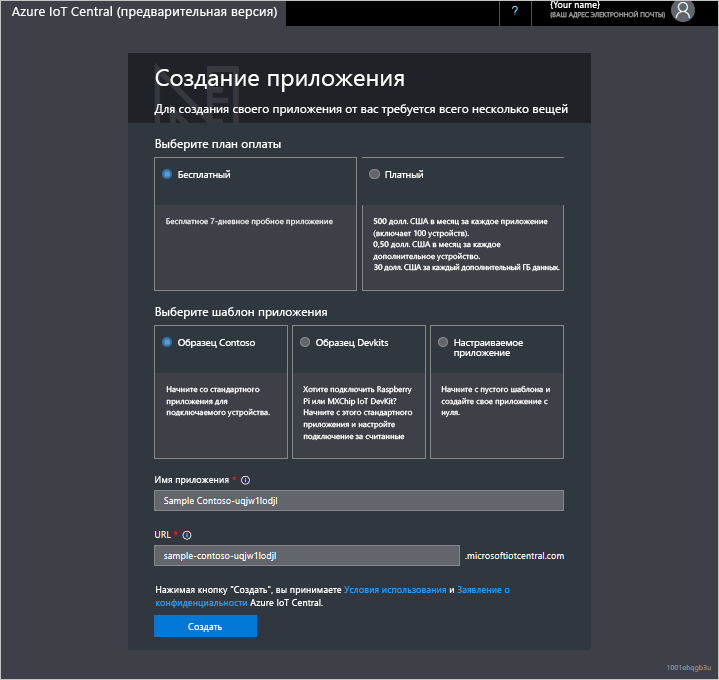 Azure IoT Central (предварительная версия)
?
{Your name)
(ВАШ АДРЕС ЭЛЕКТРОННОЙ ПОЧТЫ)
Создание приложения
Для создания своего приложения от вас требуется всего несколько вещей
Выберите план оплаты
Бесплатный
Бесплатное 7-дневное пробное приложение
Платный
500 долл. США в месяц за каждое приложение
(включает 100 устройств).
0,50 долл. США в месяц за каждое
дополнительное устройство.
30 долл. США за каждый дополнительный ГБ данных.
Выберите шаблон приложения
Образец Contoso
Начните со стандартного
приложения для
подключаемого устройства.
Образец Devkits
Хотите подключить Raspberry
Pi или MXChip IoT DevKit?
Начните с этого стандартного
приложения и настройте
подключение за считанные
Настраиваемое
приложение
Начните с пустого шаблона и
создайте свое приложение с
нуля.
Имя приложения *
Sample Contoso-uqjw1lodjl
URL *
sample-contoso-uqjw1lodjl .microsoftiotcentral.com
Нажимая кнопку "Создать", вы принимаете Условия использования и Заявление о
конфиденциальности Azure IoT Central.
Создать
1001ehqgb3u